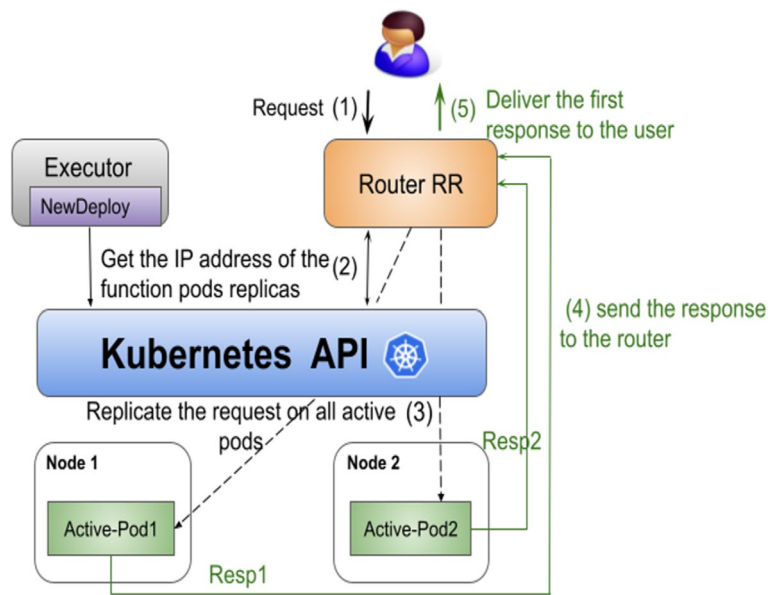 Request (1)
(5) Deliver the first
response to the user
Executor
NewDeploy
Router RR
Get the IP address of the (2)
function pods replicas
(4) send the response
to the router
Kubernetes API
Replicate the request on all active (3)
pods
Resp2
Node 1
Node 2
Active-Pod1
Active-Pod2
Resp1